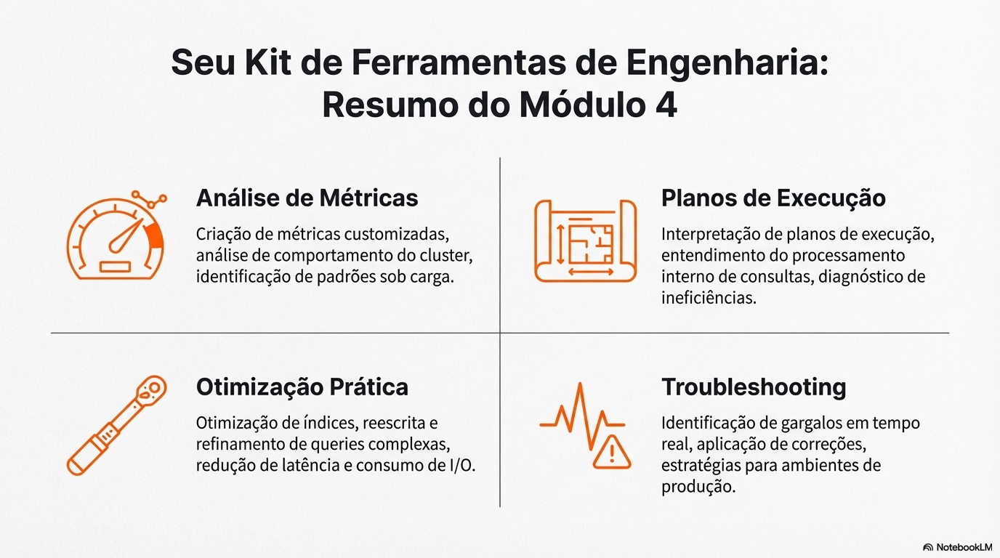 Seu Kit de Ferramentas de Engenharia:
Resumo do Módulo 4
Análise de Métricas
Criação de métricas customizadas,
análise de comportamento do cluster,
identificação de padrões sob carga.
Planos de Execução
Interpretação de planos de execução,
entendimento do processamento
interno de consultas, diagnóstico de
ineficiências.
Otimização Prática
Otimização de índices, reescrita e
refinamento de queries complexas,
redução de latência e consumo de I/O.
Troubleshooting
Identificação de gargalos em tempo
real, aplicação de correções,
estratégias para ambientes de
produção.
NotebookLM